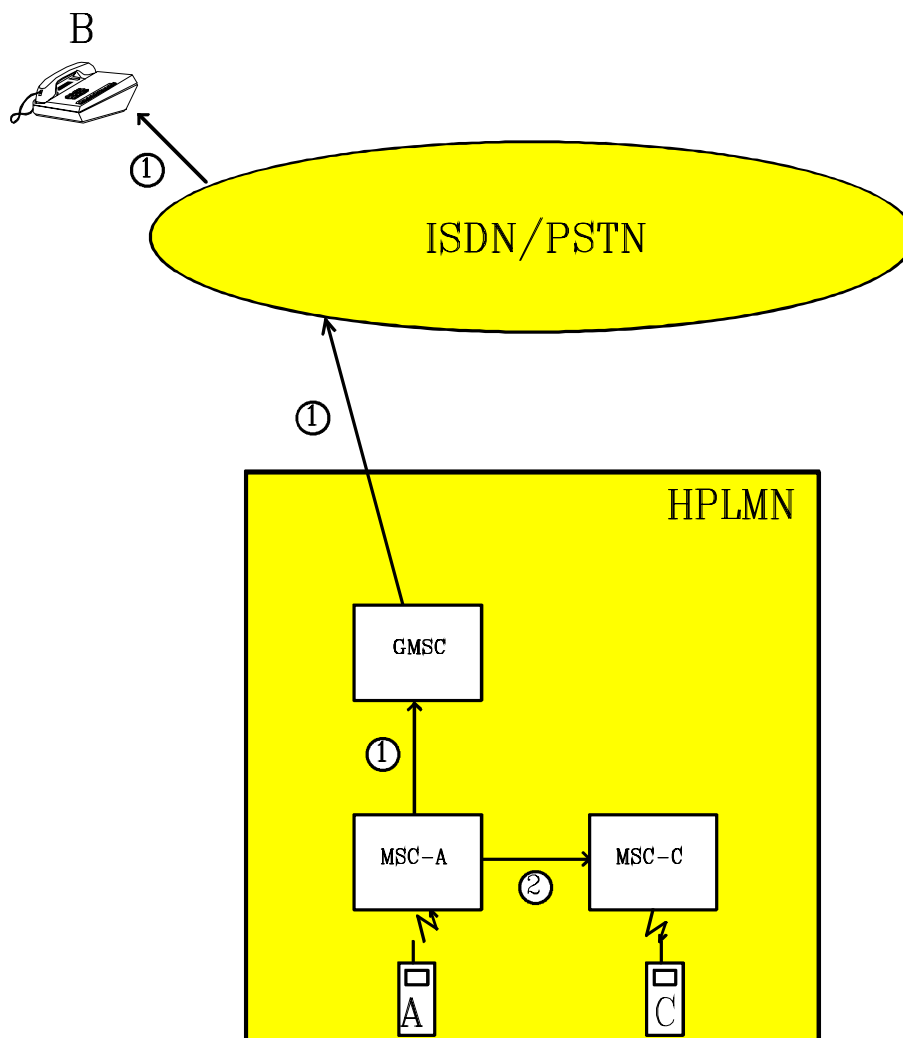 B
①
ISDN/PSTN
①
HPLMN
GMSC
①
MSC-A
MSC-C
②
A
C